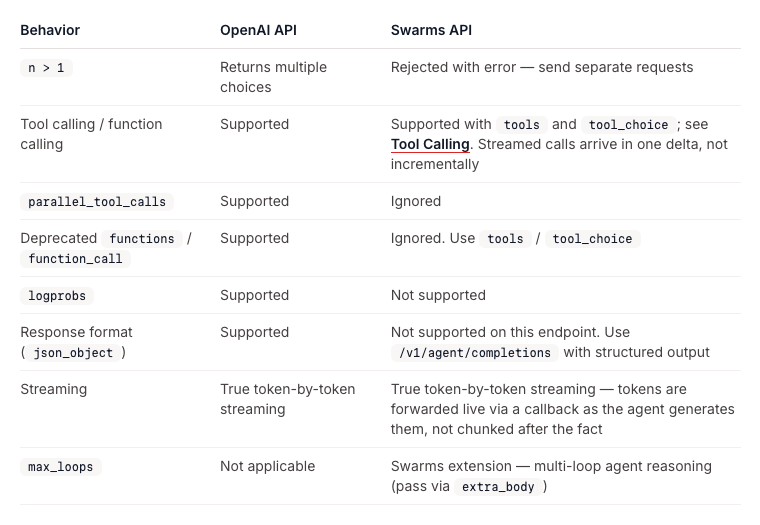 Behavior OpenAI API Swarms API
n > 1 Returns multiple Rejected with error — send separate requests
choices
Tool calling / function Supported Supported with tools and tool_choice ; see
calling Tool Calling. Streamed calls arrive in one delta, not
incrementally
parallel_tool_calls Supported Ignored
Deprecated functions / Supported Ignored. Use tools / tool_choice
function_call
logprobs Supported Not supported
Response format Supported Not supported on this endpoint. Use
( json_object ) /v1/agent/completions with structured output
Streaming True token-by-token True token-by-token streaming — tokens are
streaming forwarded live via a callback as the agent generates
them, not chunked after the fact
max_loops Not applicable Swarms extension — multi-loop agent reasoning
(pass via extra_body )